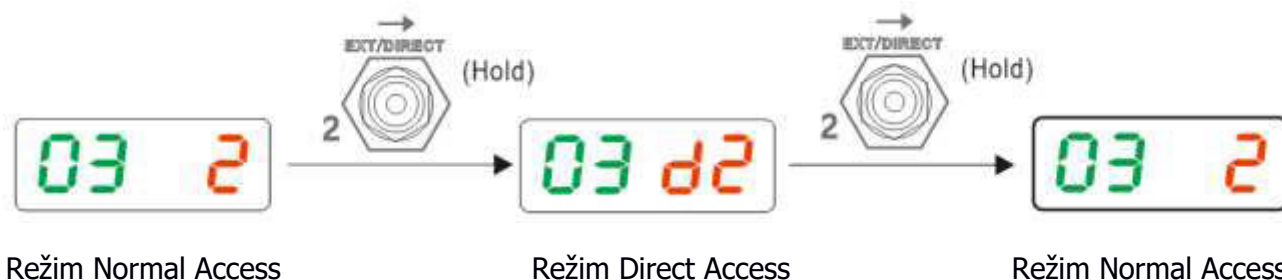 →
EXT/DIRECT
(Hold)
2
→
EXT/DIRECT
(Hold)
2
03 2
03 d2
03 2
Režim Normal Access
Režim Direct Access
Režim Normal Access